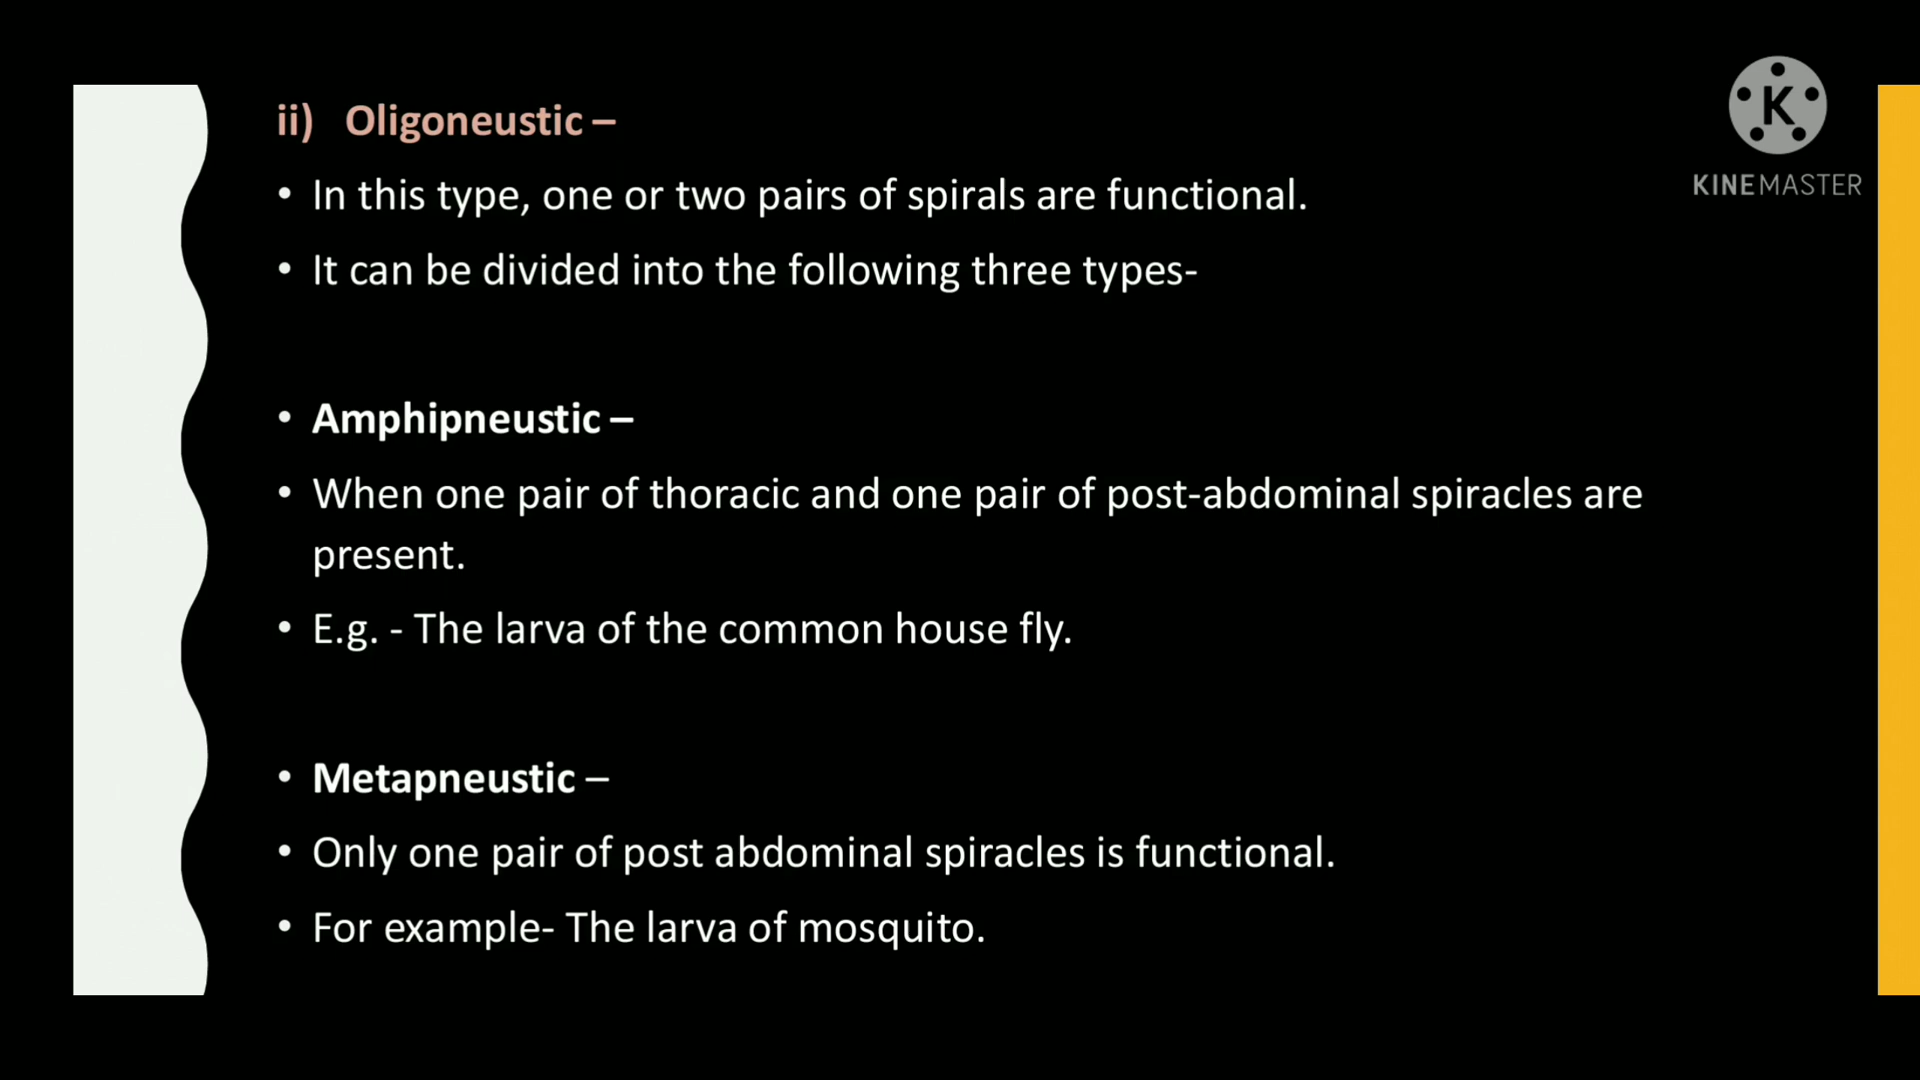 ii) Oligoneustic –
• In this type, one or two pairs of spirals are functional.
• It can be divided into the following three types-
• Amphipneustic –
• When one pair of thoracic and one pair of post-abdominal spiracles are
present.
• E.g. - The larva of the common house fly.
• Metapneustic –
• Only one pair of post abdominal spiracles is functional.
• For example- The larva of mosquito.
K
KINEMASTER